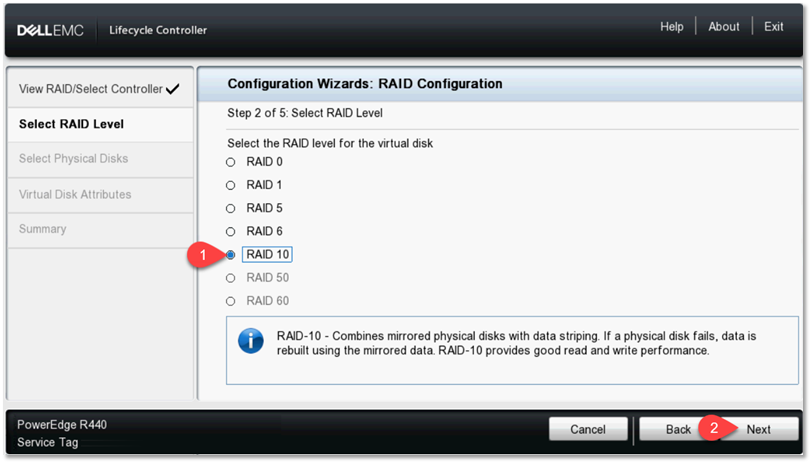 DELLEMC Lifecycle Controller Help About Exit
View RAID/Select Controller
Select RAID Level
Select Physical Disks
Virtual Disk Attributes
Summary
Configuration Wizards: RAID Configuration
Step 2 of 5: Select RAID Level
Select the RAID level for the virtual disk
RAID 0
RAID 1
RAID 5
RAID 6
1 RAID 10
RAID 50
RAID 60
i RAID-10 - Combines mirrored physical disks with data striping. If a physical disk fails, data is
rebuilt using the mirrored data. RAID-10 provides good read and write performance.
PowerEdge R440
Service Tag
Cancel Back 2 Next